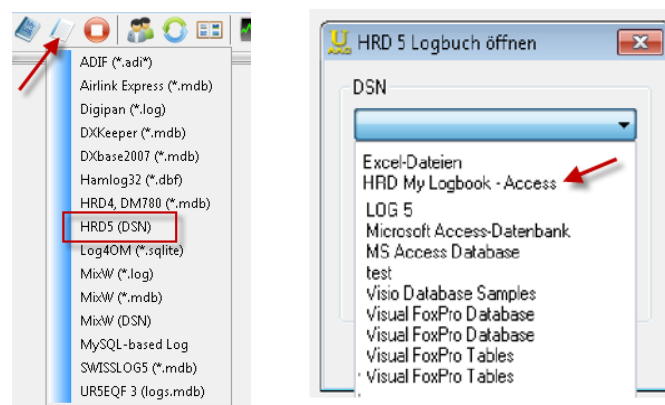 ADIF (*.adi*)
Airlink Express (*.mdb)
Digipan (*.log)
DXKeeper (*.mdb)
DXbase2007 (*.mdb)
Hamlog32 (*.dbf)
HRD4, DM780 (*.mdb)
HRD5 (DSN)
Log4OM (*.sqlite)
MixW (*.log)
MixW (*.mdb)
MixW (DSN)
MySQL-based Log
SWISSLOG5 (*.mdb)
UR5EQF 3 (logs.mdb)
HRD 5 Logbuch öffnen
DSN
Excel-Dateien
HRD My Logbook - Access
LOG 5
Microsoft Access-Datenbank
MS Access Database
test
Visio Database Samples
Visual FoxPro Database
Visual FoxPro Database
Visual FoxPro Tables
Visual FoxPro Tables